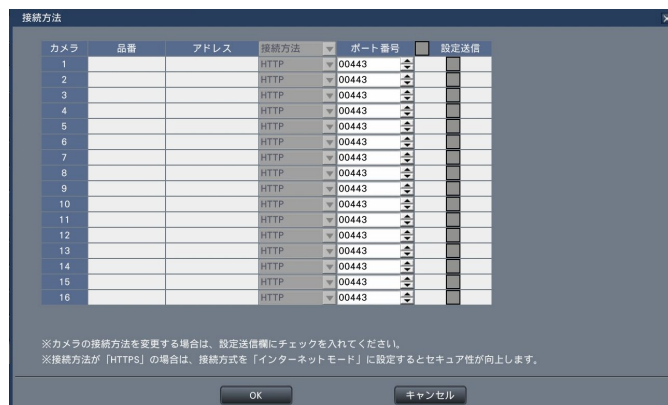 接続方法
カメラ 品番 アドレス 接続方法 ポート番号 設定送信
1 HTTP 00443
2 HTTP 00443
3 HTTP 00443
4 HTTP 00443
5 HTTP 00443
6 HTTP 00443
7 HTTP 00443
8 HTTP 00443
9 HTTP 00443
10 HTTP 00443
11 HTTP 00443
12 HTTP 00443
13 HTTP 00443
14 HTTP 00443
15 HTTP 00443
16 HTTP 00443
※カメラの接続方法を変更する場合は、設定送信欄にチェックを入れてください。
※接続方法が「HTTPS」の場合は、接続方式を「インターネットモード」に設定するとセキュア性が向上します。
OK キャンセル